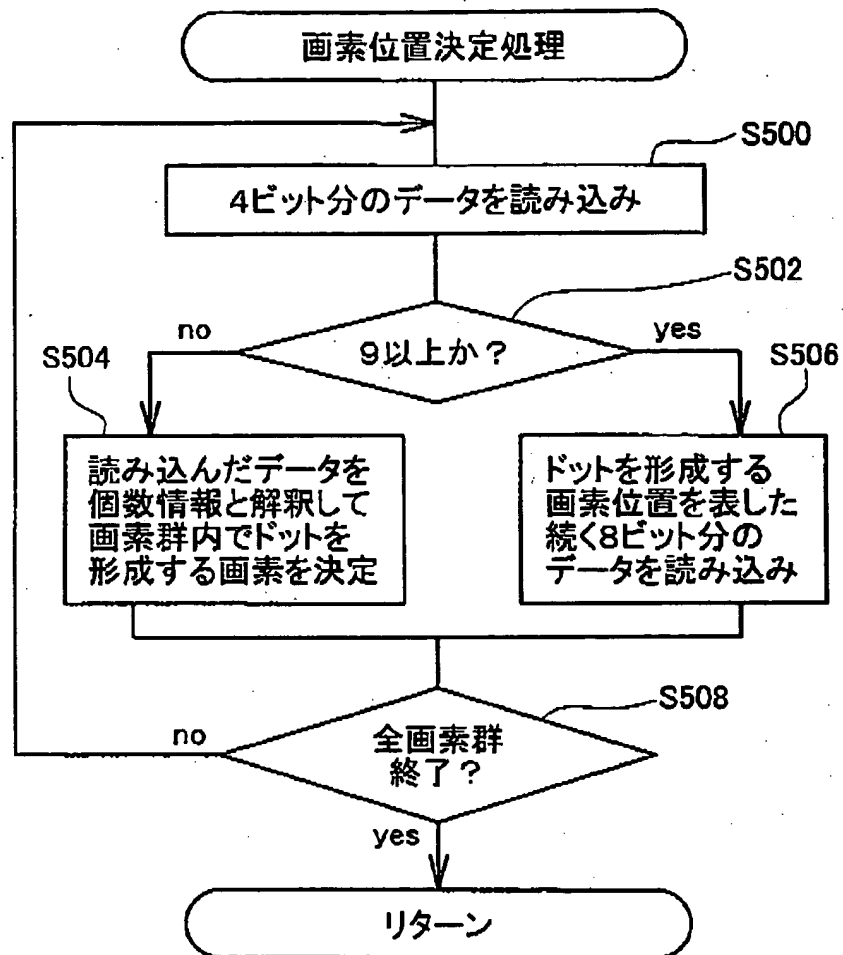 画素位置決定処理
S500
4ビット分のデータを読み込み
S502
9以上か?
no
yes
S504
S506
読み込んだデータを
個数情報と解釈して
画素群内でドットを
形成する画素を決定
ドットを形成する
画素位置を表した
続く8ビット分の
データを読み込み
S508
全画素群
終了?
no
yes
リターン